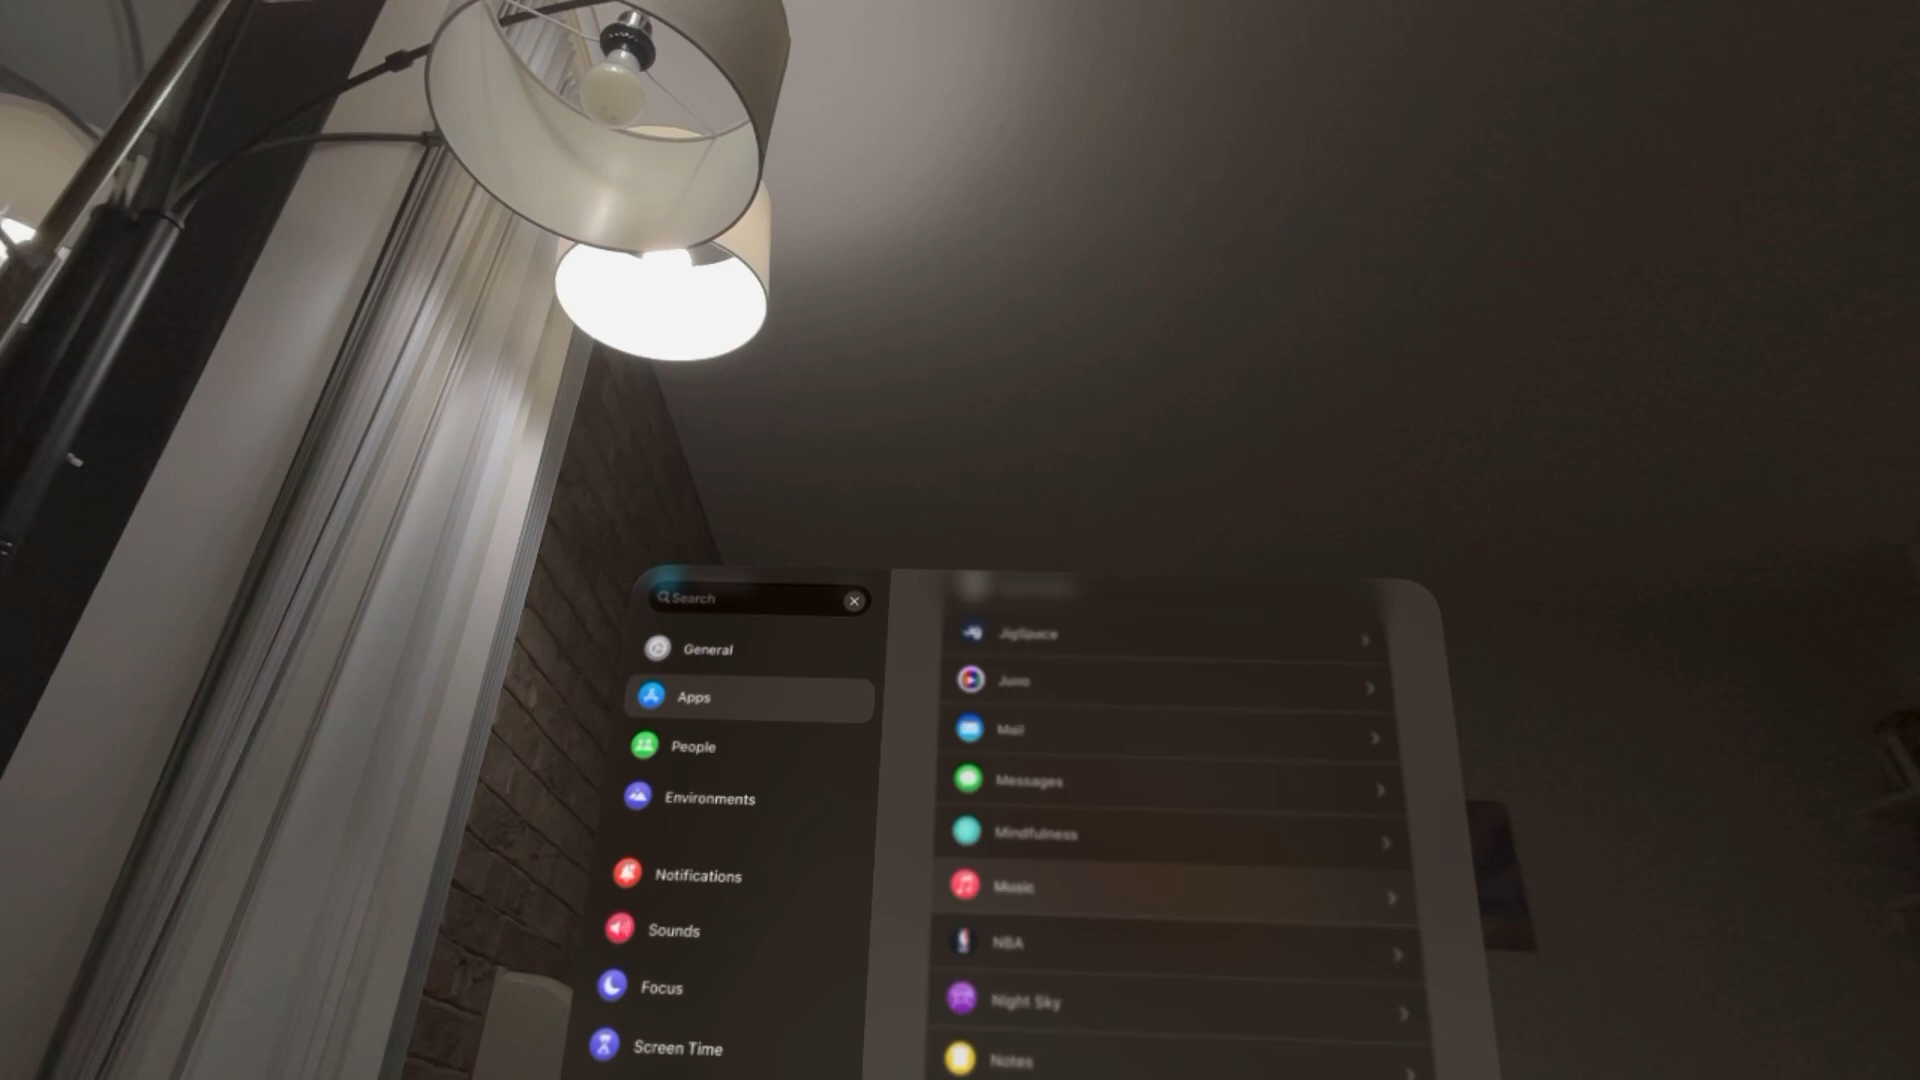 Search
General
Apps
People
Environments
Notifications
Sounds
Focus
Screen Time
JigSpace
Juno
Mail
Messages
Mindfulness
Music
NBA
Night Sky
Notes